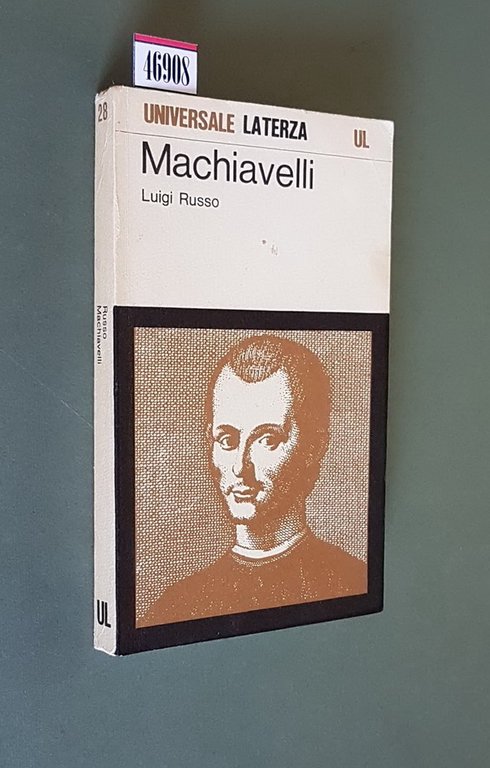 46908
UNIVERSALE LATERZA UL
Machiavelli
Luigi Russo
28
Russo
Machiavelli
UL